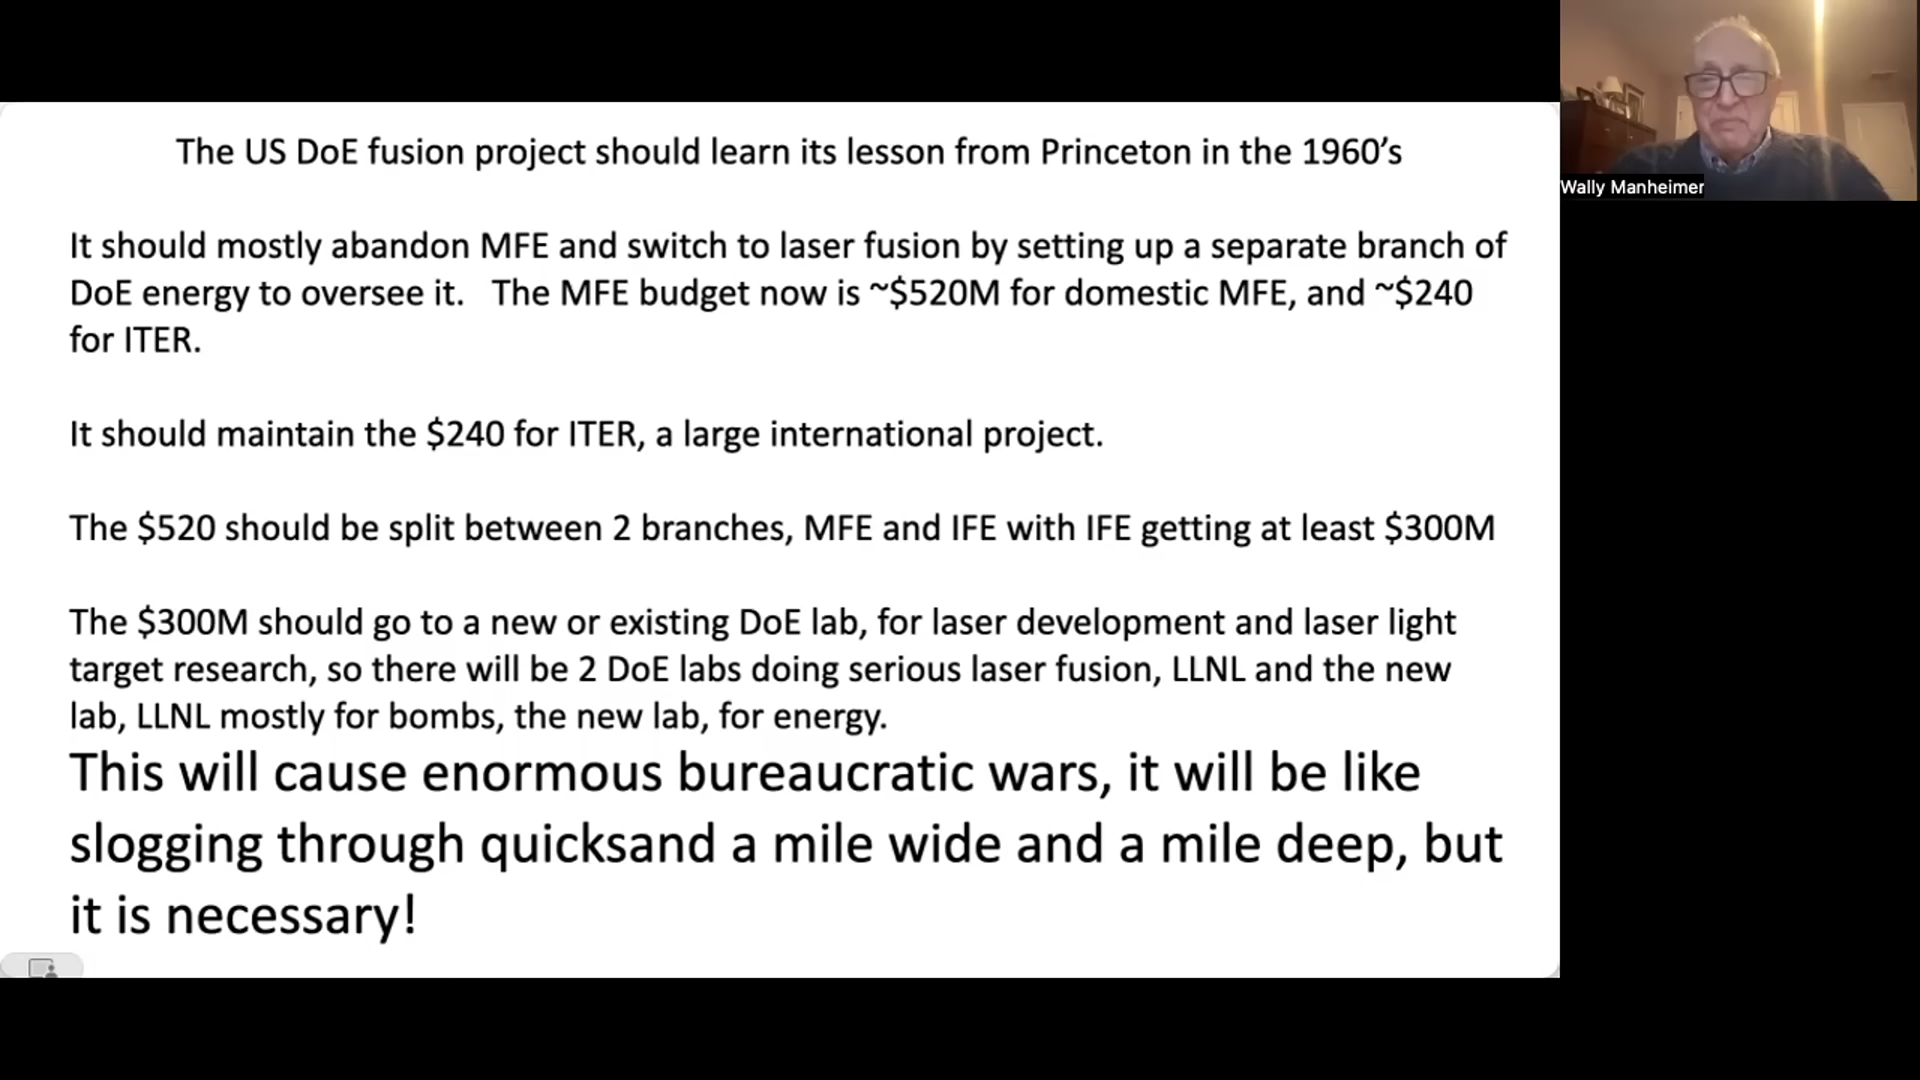 The US DoE fusion project should learn its lesson from Princeton in the 1960’s
It should mostly abandon MFE and switch to laser fusion by setting up a separate branch of
DoE energy to oversee it.   The MFE budget now is ~$520M for domestic MFE, and ~$240
for ITER.
It should maintain the $240 for ITER, a large international project.
The $520 should be split between 2 branches, MFE and IFE with IFE getting at least $300M
The $300M should go to a new or existing DoE lab, for laser development and laser light
target research, so there will be 2 DoE labs doing serious laser fusion, LLNL and the new
lab, LLNL mostly for bombs, the new lab, for energy.
This will cause enormous bureaucratic wars, it will be like
slogging through quicksand a mile wide and a mile deep, but
it is necessary!
Wally Manheimer